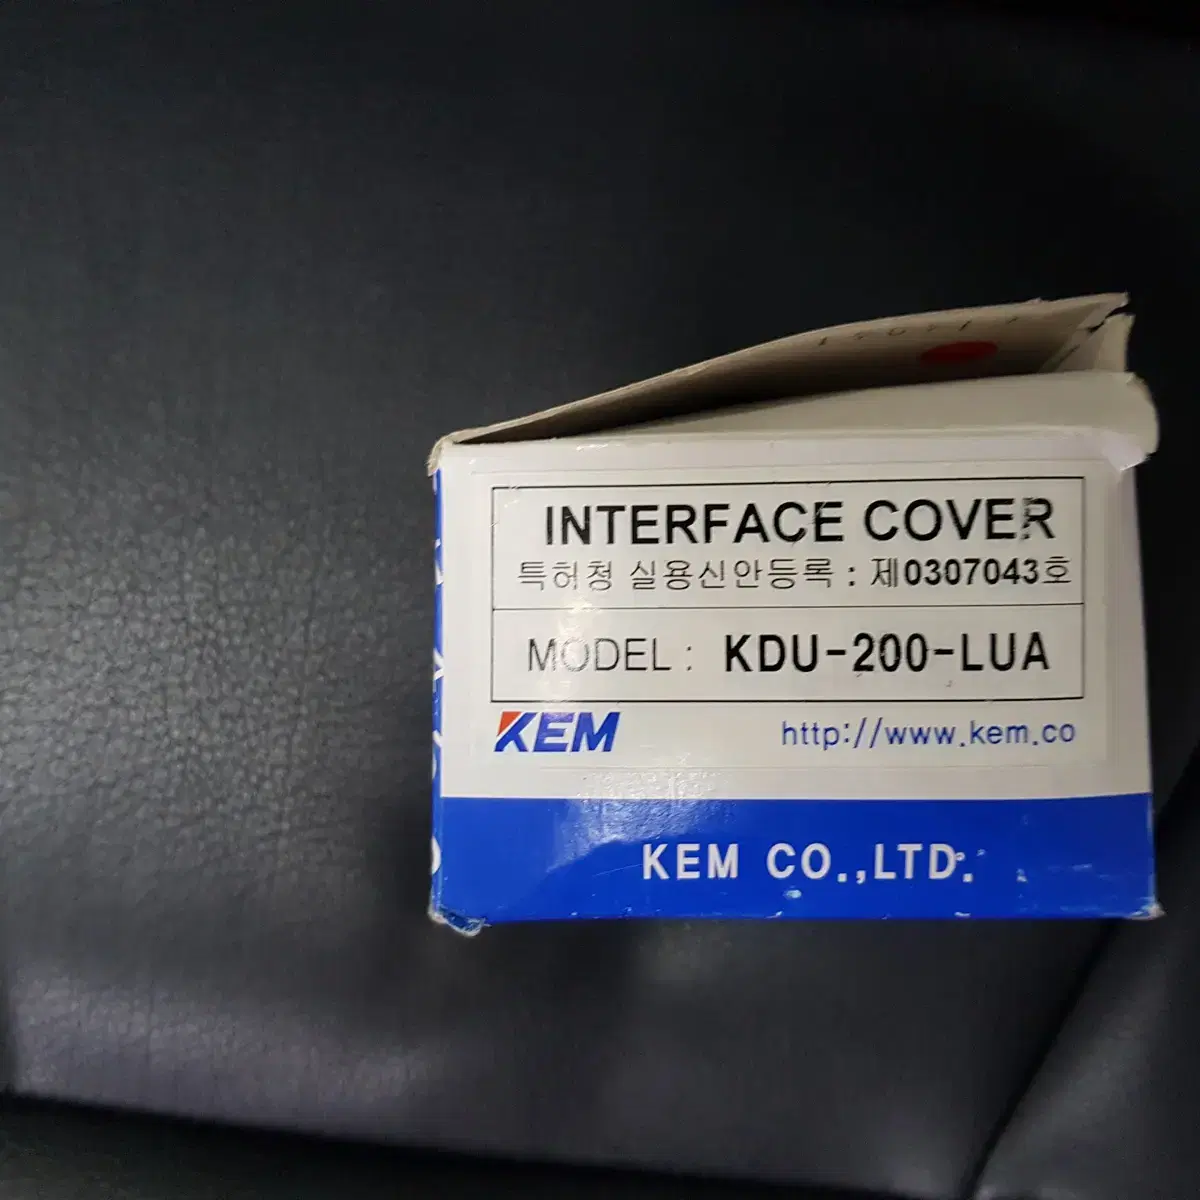 INTERFACE COVER
특허청 실용신안등록 : 제0307043호
MODEL : KDU-200-LUA
KEM http://www.kem.co
KEM CO.,LTD.